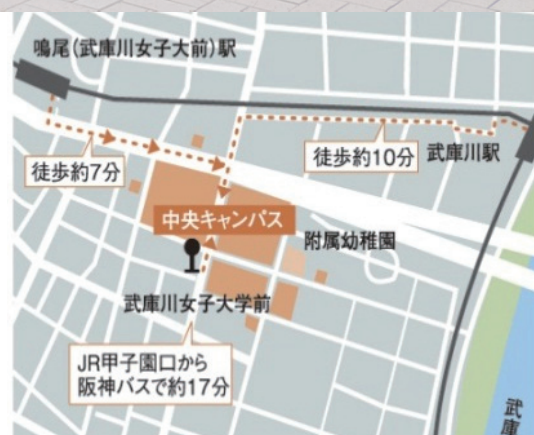 鳴尾(武庫川女子大前)駅
徒歩約7分
徒歩約10分
武庫川駅
中央キャンパス
附属幼稚園
武庫川女子大学前
JR甲子園口から
阪神バスで約17分
武庫